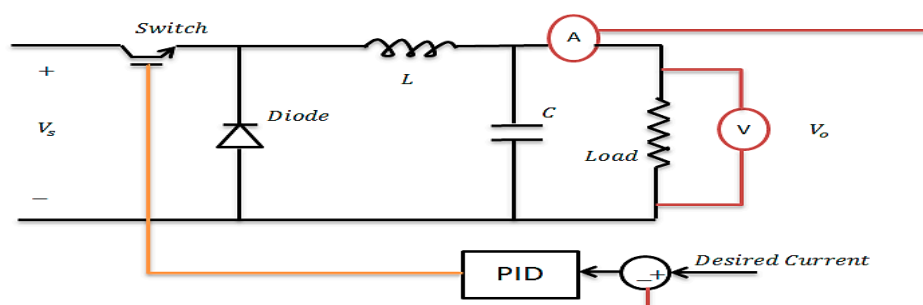 Switch
A
+
L
Diode
C
V
Vₛ
Vₒ
Load
−
Desired Current
PID
−+